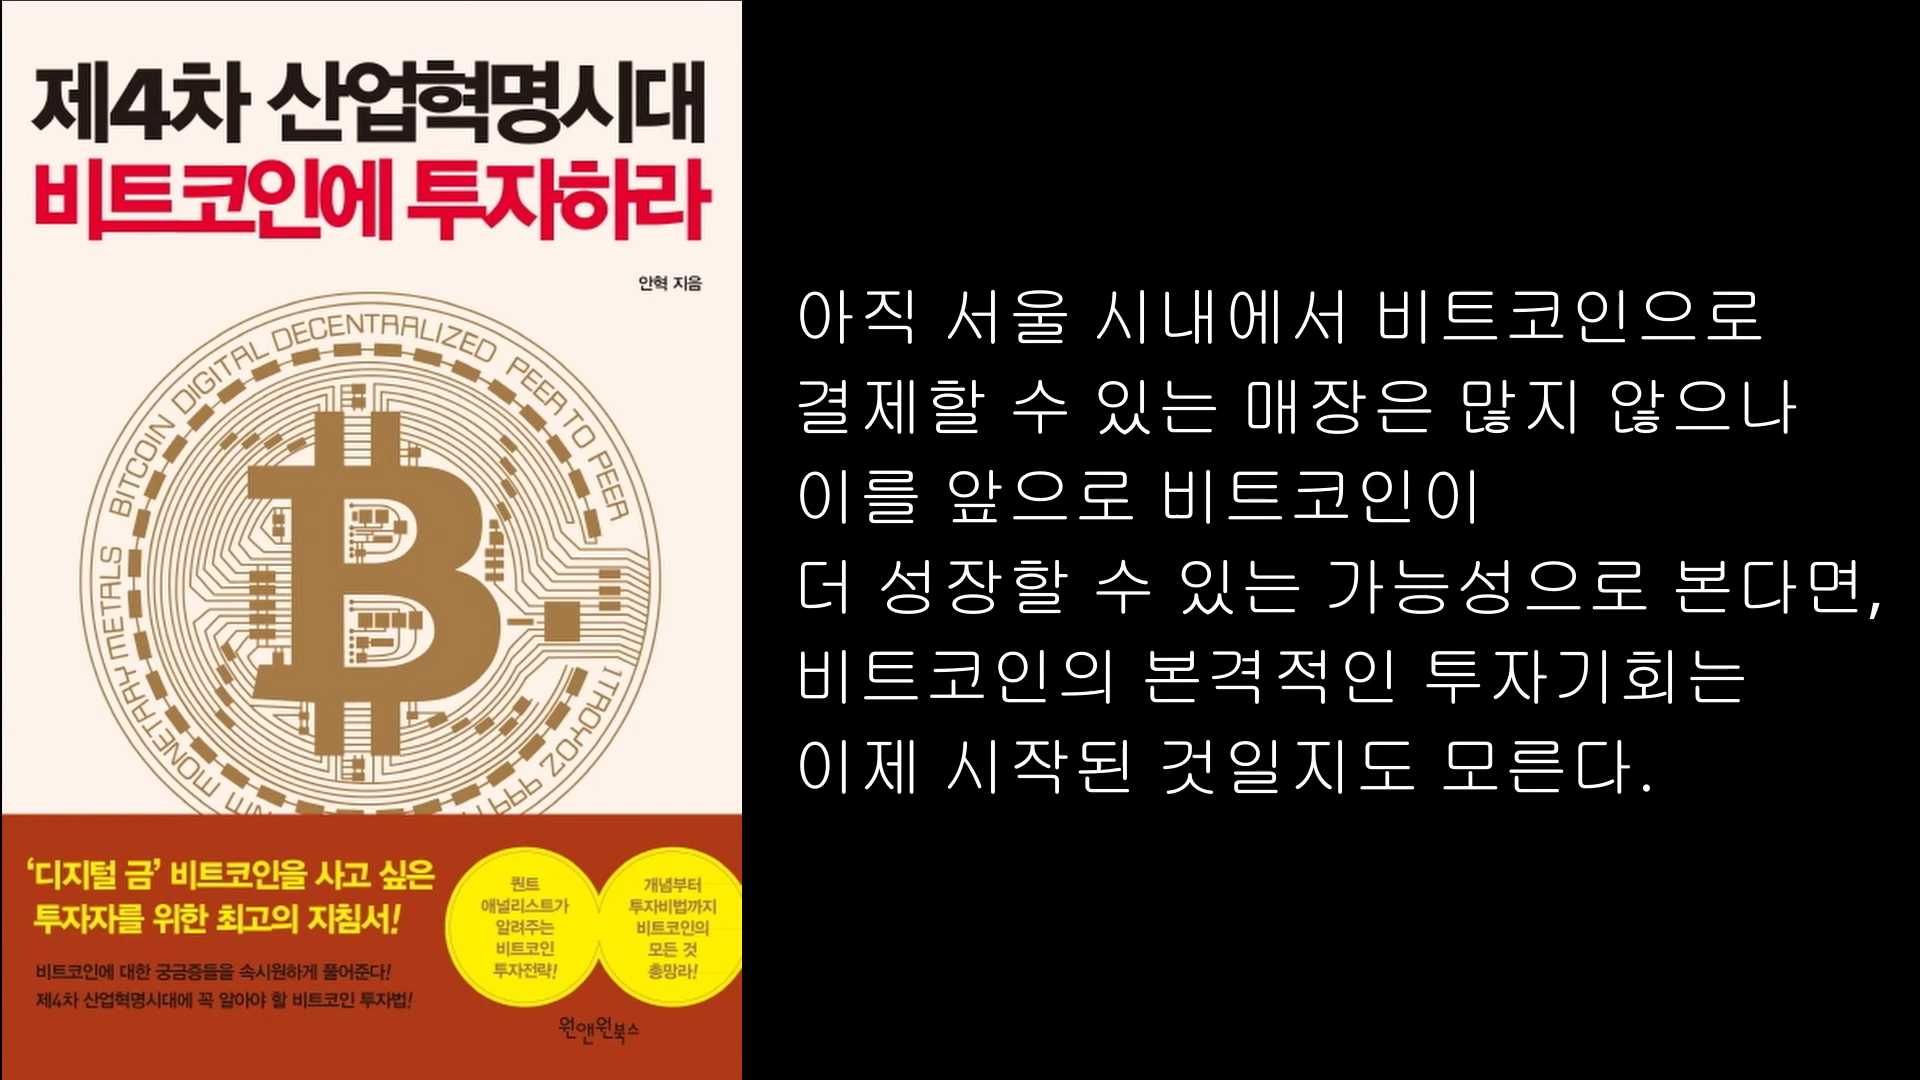 제4차 산업혁명시대
비트코인에 투자하라
안혁 지음
BITCOIN DIGITAL DECENTRALIZED PEER TO PEER
MONETARY METALS
1 TROY OZ 999
'디지털 금' 비트코인을 사고 싶은
투자자를 위한 최고의 지침서!
비트코인에 대한 궁금증들을 속시원하게 풀어준다!
제4차 산업혁명시대에 꼭 알아야 할 비트코인 투자법!
퀀트
애널리스트가
알려주는
비트코인
투자전략!
개념부터
투자비법까지
비트코인의
모든 것
총망라!
원앤원북스
아직 서울 시내에서 비트코인으로
결제할 수 있는 매장은 많지 않으나
이를 앞으로 비트코인이
더 성장할 수 있는 가능성으로 본다면,
비트코인의 본격적인 투자기회는
이제 시작된 것일지도 모른다.